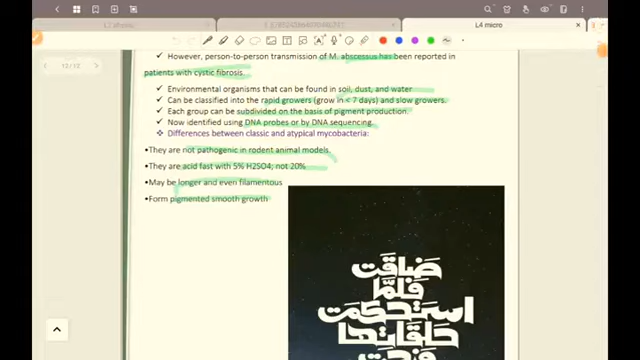 L4 micro
12/12
✓ However, person-to-person transmission of M. abscessus has been reported in
patients with cystic fibrosis.
✓ Environmental organisms that can be found in soil, dust, and water
✓ Can be classified into the rapid growers (grow in < 7 days) and slow growers.
✓ Each group can be subdivided on the basis of pigment production.
✓ Now identified using DNA probes or by DNA sequencing.
❖ Differences between classic and atypical mycobacteria:
•They are not pathogenic in rodent animal models.
•They are acid fast with 5% H2SO4; not 20%
•May be longer and even filamentous
•Form pigmented smooth growth
ضاقت
فلمّا
استحكمت
حلقاتها
فرجت